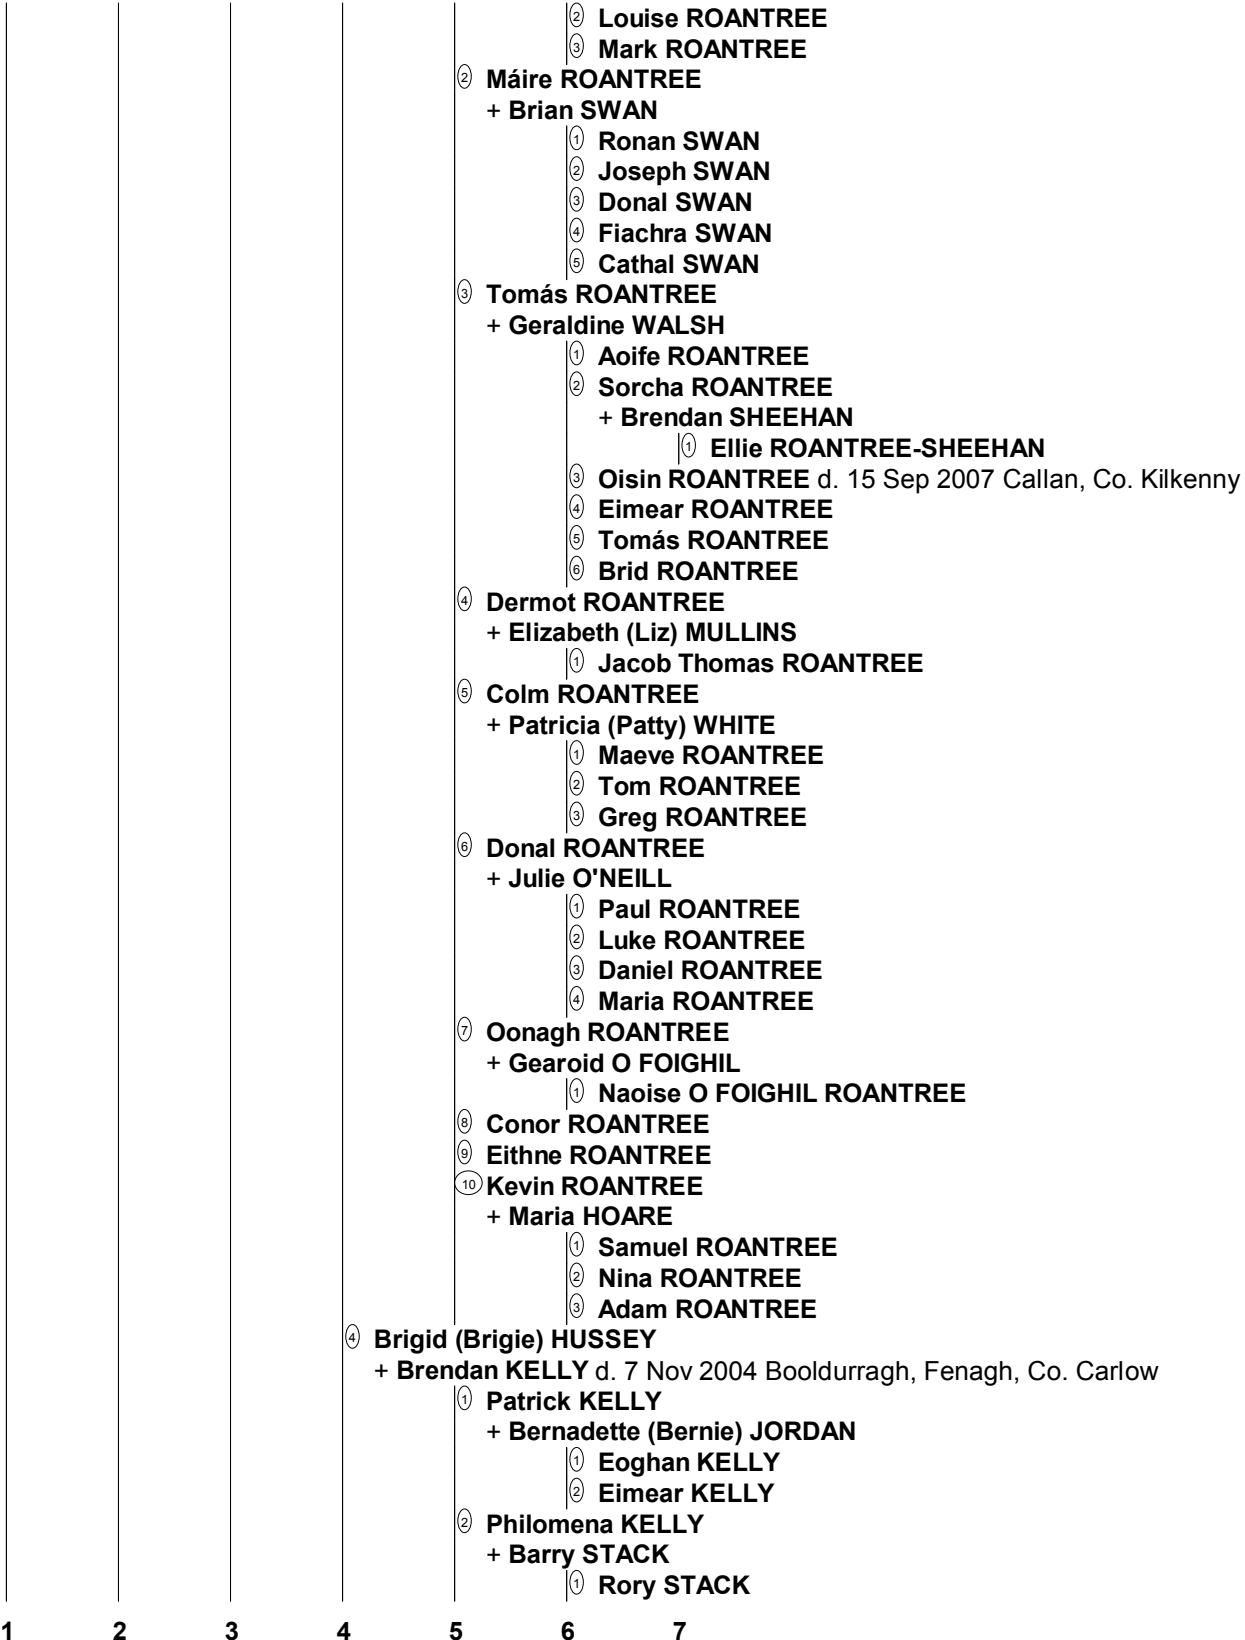 ② Louise ROANTREE
③ Mark ROANTREE
② Máire ROANTREE
+ Brian SWAN
① Ronan SWAN
② Joseph SWAN
③ Donal SWAN
④ Fiachra SWAN
⑤ Cathal SWAN
③ Tomás ROANTREE
+ Geraldine WALSH
① Aoife ROANTREE
② Sorcha ROANTREE
+ Brendan SHEEHAN
① Ellie ROANTREE-SHEEHAN
③ Oisin ROANTREE d. 15 Sep 2007 Callan, Co. Kilkenny
④ Eimear ROANTREE
⑤ Tomás ROANTREE
⑥ Brid ROANTREE
④ Dermot ROANTREE
+ Elizabeth (Liz) MULLINS
① Jacob Thomas ROANTREE
⑤ Colm ROANTREE
+ Patricia (Patty) WHITE
① Maeve ROANTREE
② Tom ROANTREE
③ Greg ROANTREE
⑥ Donal ROANTREE
+ Julie O'NEILL
① Paul ROANTREE
② Luke ROANTREE
③ Daniel ROANTREE
④ Maria ROANTREE
⑦ Oonagh ROANTREE
+ Gearoid O FOIGHIL
① Naoise O FOIGHIL ROANTREE
⑧ Conor ROANTREE
⑨ Eithne ROANTREE
⑩ Kevin ROANTREE
+ Maria HOARE
① Samuel ROANTREE
② Nina ROANTREE
③ Adam ROANTREE
④ Brigid (Brigie) HUSSEY
+ Brendan KELLY d. 7 Nov 2004 Booldurragh, Fenagh, Co. Carlow
① Patrick KELLY
+ Bernadette (Bernie) JORDAN
① Eoghan KELLY
② Eimear KELLY
② Philomena KELLY
+ Barry STACK
① Rory STACK
1 2 3 4 5 6 7